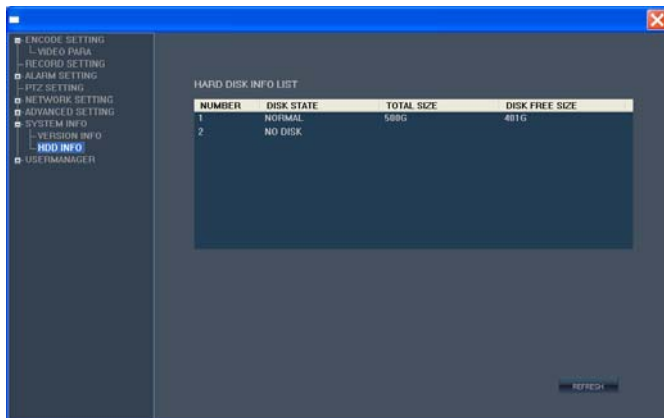 ENCODE SETTING
VIDEO PARA
RECORD SETTING
ALARM SETTING
PTZ SETTING
NETWORK SETTING
ADVANCED SETTING
SYSTEM INFO
VERSION INFO
HDD INFO
USERMANAGER
HARD DISK INFO LIST
NUMBER DISK STATE TOTAL SIZE DISK FREE SIZE
1 NORMAL 500G 401G
2 NO DISK
REFRESH